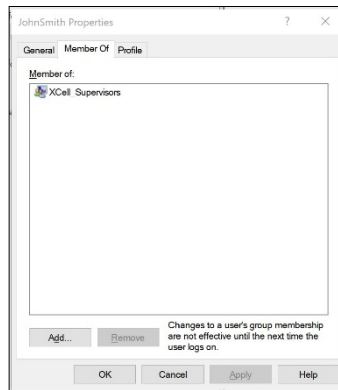 JohnSmith Properties
?
General
Member Of
Profile
Member of:
XCell Supervisors
Add...
Remove
Changes to a user's group membership
are not effective until the next time the
user logs on.
OK
Cancel
Apply
Help